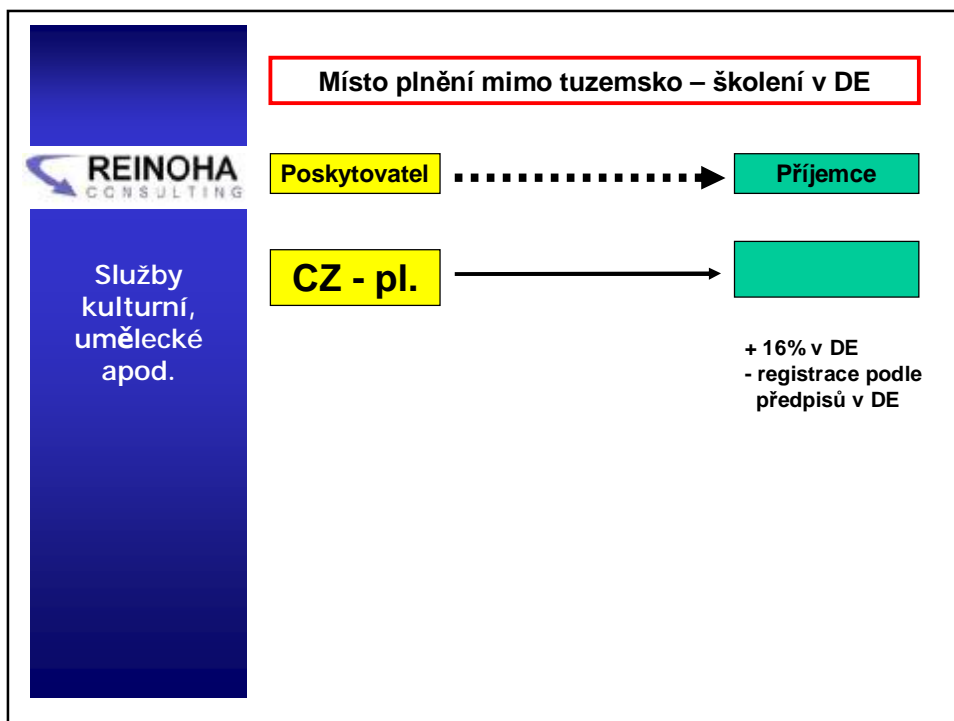 Místo plnění mimo tuzemsko – školení v DE
REINOHA
CONSULTING
Poskytovatel
Příjemce
Služby
kulturní,
umělecké
apod.
CZ - pl.
+ 16% v DE
- registrace podle
předpisů v DE